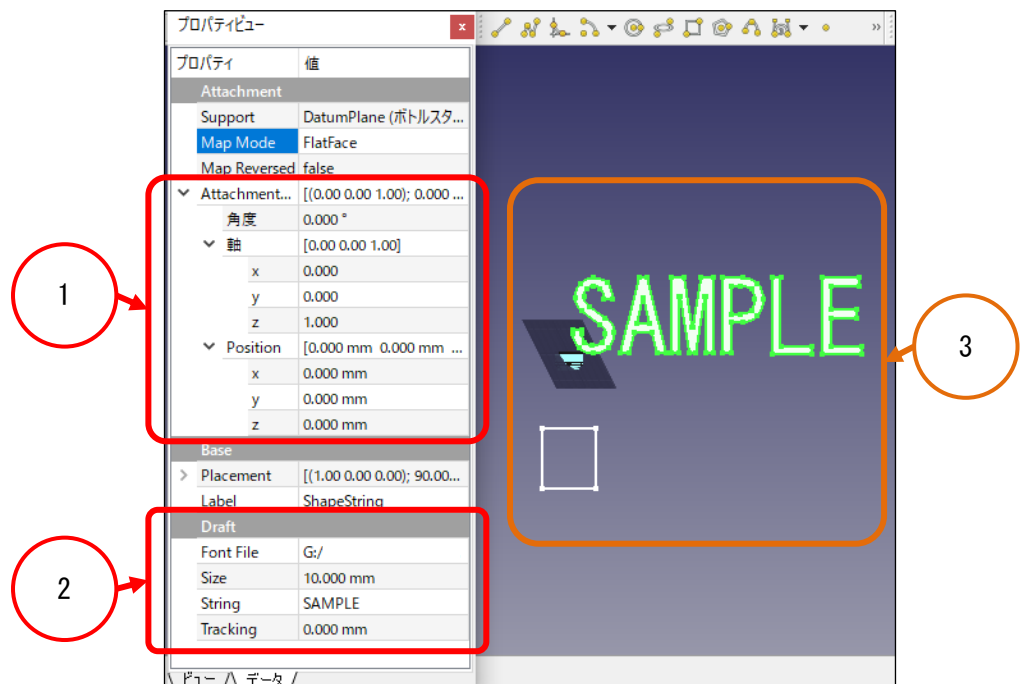 プロパティビュー x
プロパティ 値
Attachment
Support DatumPlane (ボトルスタ...
Map Mode FlatFace
Map Reversed false
Attachment... [(0.00 0.00 1.00); 0.000 ...
角度 0.000 °
軸 [0.00 0.00 1.00]
x 0.000
y 0.000
z 1.000
Position [0.000 mm 0.000 mm ...
x 0.000 mm
y 0.000 mm
z 0.000 mm
Base
Placement [(1.00 0.00 0.00); 90.00...
Label ShapeString
Draft
Font File G:/
Size 10.000 mm
String SAMPLE
Tracking 0.000 mm
ビュー データ
1
2
SAMPLE
3